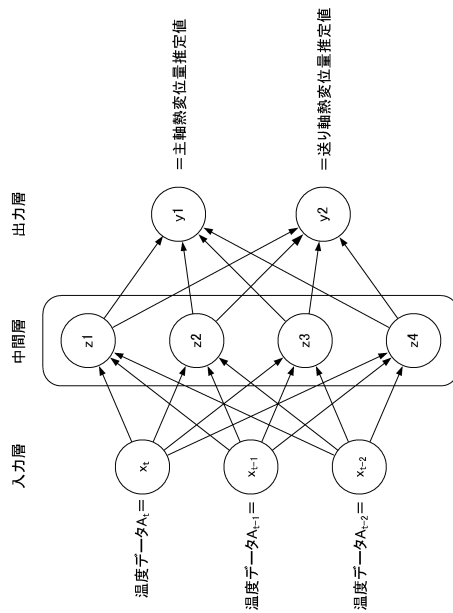 入力層
中間層
出力層
温度データAt＝
xt
温度データAt-1＝
xt-1
温度データAt-2＝
xt-2
z1
z2
z3
z4
y1
＝主軸熱変位量推定値
y2
＝送り軸熱変位量推定値